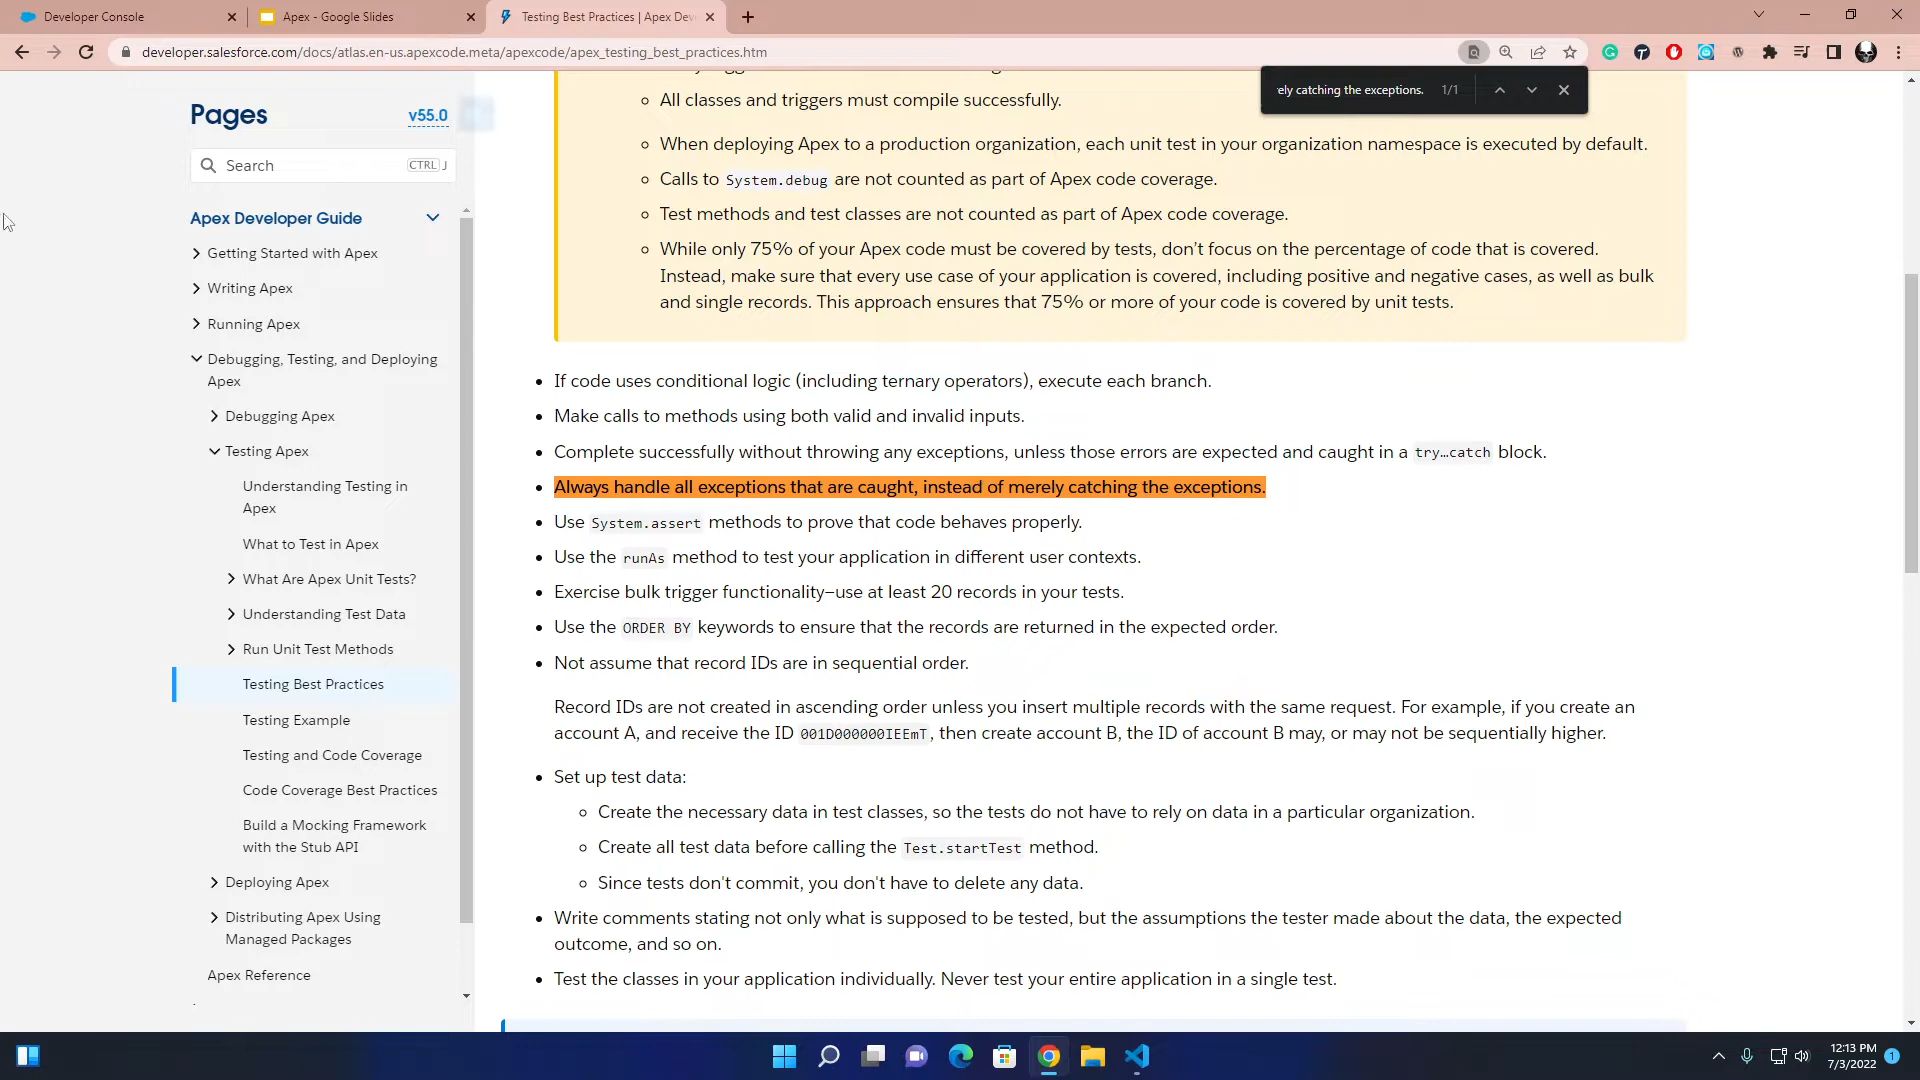 Developer Console
Apex - Google Slides
Testing Best Practices | Apex Dev
developer.salesforce.com/docs/atlas.en-us.apexcode.meta/apexcode/apex_testing_best_practices.htm
ely catching the exceptions. 1/1
Pages
v55.0
Search
CTRL J
Apex Developer Guide
Getting Started with Apex
Writing Apex
Running Apex
Debugging, Testing, and Deploying
Apex
Debugging Apex
Testing Apex
Understanding Testing in
Apex
What to Test in Apex
What Are Apex Unit Tests?
Understanding Test Data
Run Unit Test Methods
Testing Best Practices
Testing Example
Testing and Code Coverage
Code Coverage Best Practices
Build a Mocking Framework
with the Stub API
Deploying Apex
Distributing Apex Using
Managed Packages
Apex Reference
All classes and triggers must compile successfully.
When deploying Apex to a production organization, each unit test in your organization namespace is executed by default.
Calls to System.debug are not counted as part of Apex code coverage.
Test methods and test classes are not counted as part of Apex code coverage.
While only 75% of your Apex code must be covered by tests, don't focus on the percentage of code that is covered.
Instead, make sure that every use case of your application is covered, including positive and negative cases, as well as bulk
and single records. This approach ensures that 75% or more of your code is covered by unit tests.
If code uses conditional logic (including ternary operators), execute each branch.
Make calls to methods using both valid and invalid inputs.
Complete successfully without throwing any exceptions, unless those errors are expected and caught in a try…catch block.
Always handle all exceptions that are caught, instead of merely catching the exceptions.
Use System.assert methods to prove that code behaves properly.
Use the runAs method to test your application in different user contexts.
Exercise bulk trigger functionality—use at least 20 records in your tests.
Use the ORDER BY keywords to ensure that the records are returned in the expected order.
Not assume that record IDs are in sequential order.
Record IDs are not created in ascending order unless you insert multiple records with the same request. For example, if you create an
account A, and receive the ID 001D000000IEEmT, then create account B, the ID of account B may, or may not be sequentially higher.
Set up test data:
Create the necessary data in test classes, so the tests do not have to rely on data in a particular organization.
Create all test data before calling the Test.startTest method.
Since tests don't commit, you don't have to delete any data.
Write comments stating not only what is supposed to be tested, but the assumptions the tester made about the data, the expected
outcome, and so on.
Test the classes in your application individually. Never test your entire application in a single test.
12:13 PM
7/3/2022
1